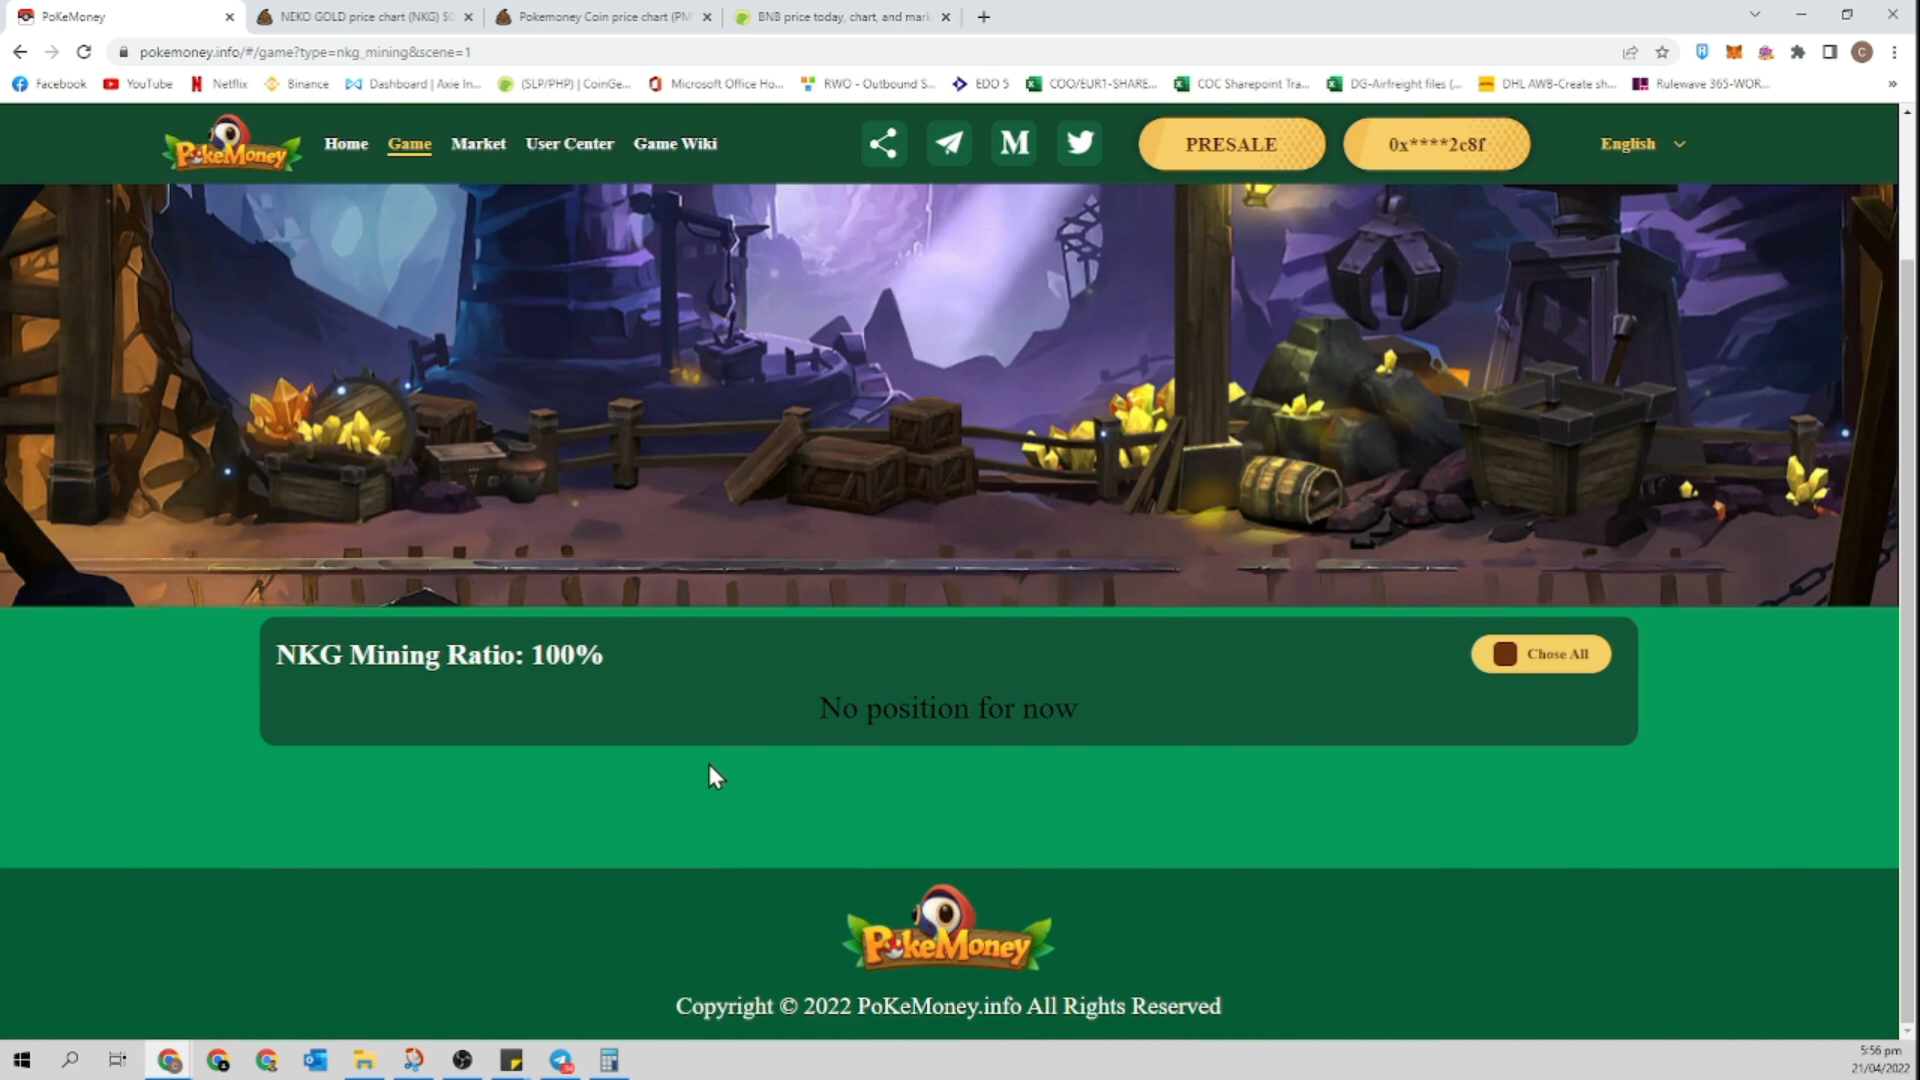 PoKeMoney
NEKO GOLD price chart (NKG) $0
Pokemoney Coin price chart (PM
BNB price today, chart, and mark
pokemoney.info/#/game?type=nkg_mining&scene=1
C
Facebook
YouTube
Netflix
Binance
Dashboard | Axie In...
(SLP/PHP) | CoinGe...
Microsoft Office Ho...
RWO - Outbound S...
EDO 5
COO/EUR1-SHARE...
COC Sharepoint Tra...
DG-Airfreight files (...
DHL AWB-Create sh...
Rulewave 365-WOR...
»
PokeMoney
Home
Game
Market
User Center
Game Wiki
M
PRESALE
0x****2c8f
English
NKG Mining Ratio: 100%
Chose All
No position for now
PokeMoney
Copyright © 2022 PoKeMoney.info All Rights Reserved
5:56 pm
21/04/2022